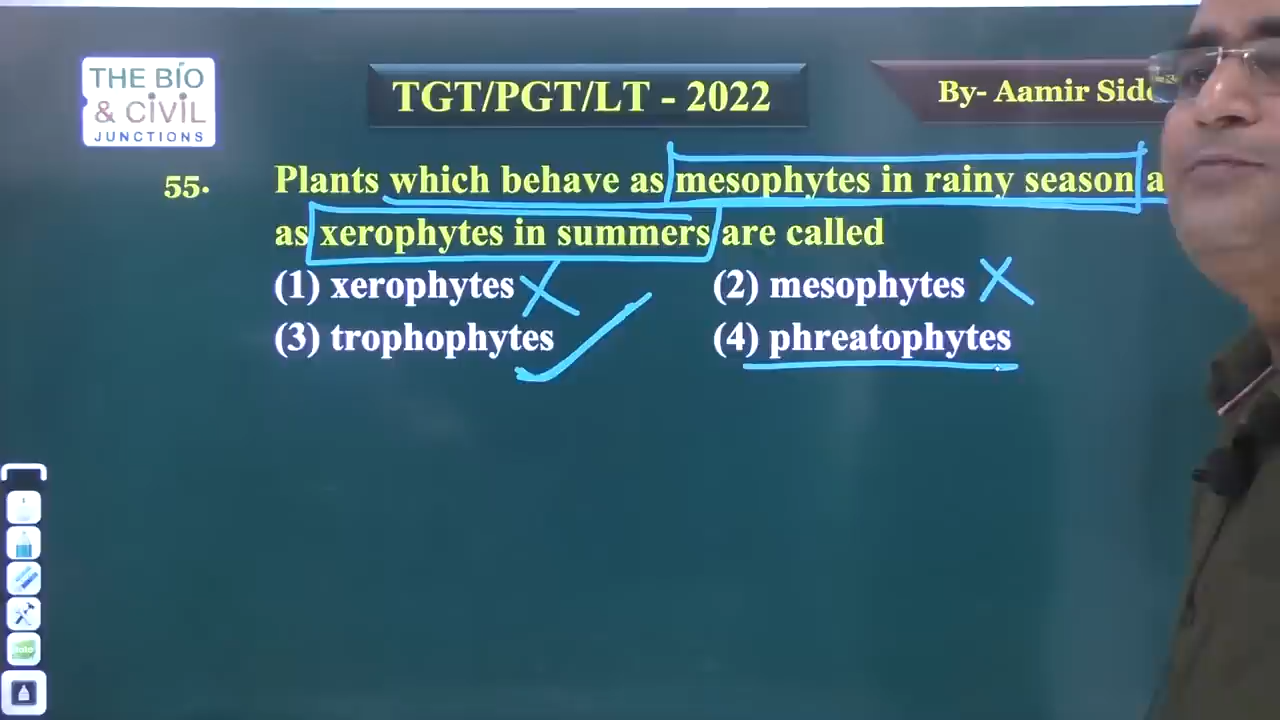 THE BIO
& CIVIL
JUNCTIONS
TGT/PGT/LT - 2022
By- Aamir
55. Plants which behave as mesophytes in rainy season
as xerophytes in summers are called
(1) xerophytes (2) mesophytes
(3) trophophytes (4) phreatophytes